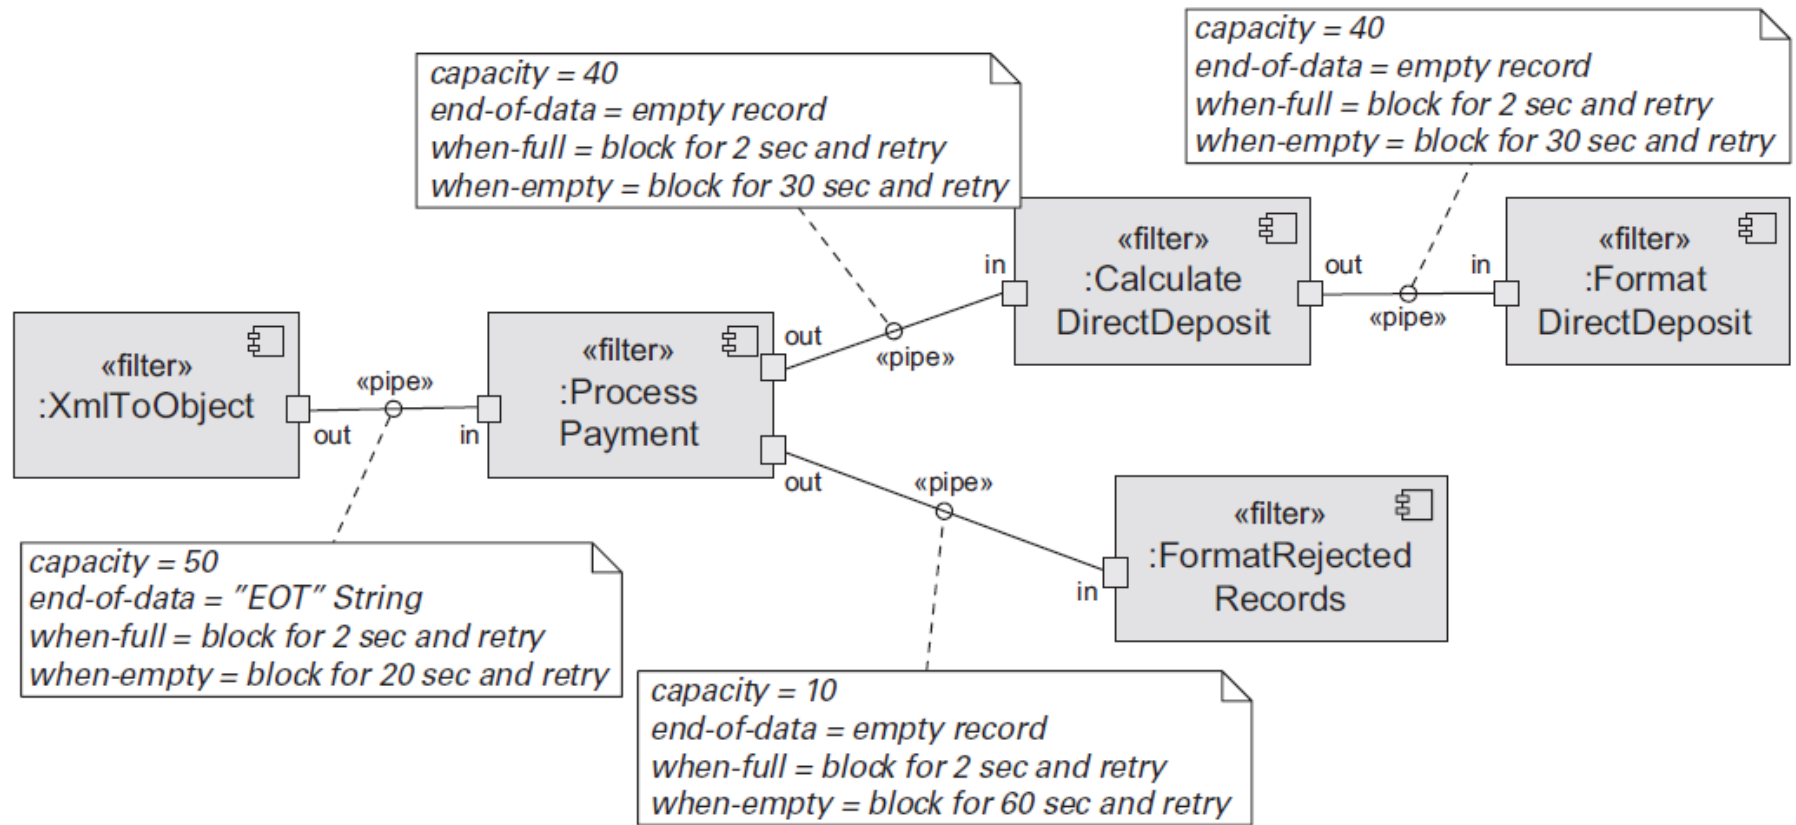 capacity = 40
end-of-data = empty record
when-full = block for 2 sec and retry
when-empty = block for 30 sec and retry
capacity = 40
end-of-data = empty record
when-full = block for 2 sec and retry
when-empty = block for 30 sec and retry
«filter»
:XmlToObject
out
«pipe»
in
«filter»
:Process
Payment
out
«pipe»
in
«filter»
:Calculate
DirectDeposit
out
«pipe»
in
«filter»
:Format
DirectDeposit
out
«pipe»
in
«filter»
:FormatRejected
Records
capacity = 50
end-of-data = "EOT" String
when-full = block for 2 sec and retry
when-empty = block for 20 sec and retry
capacity = 10
end-of-data = empty record
when-full = block for 2 sec and retry
when-empty = block for 60 sec and retry